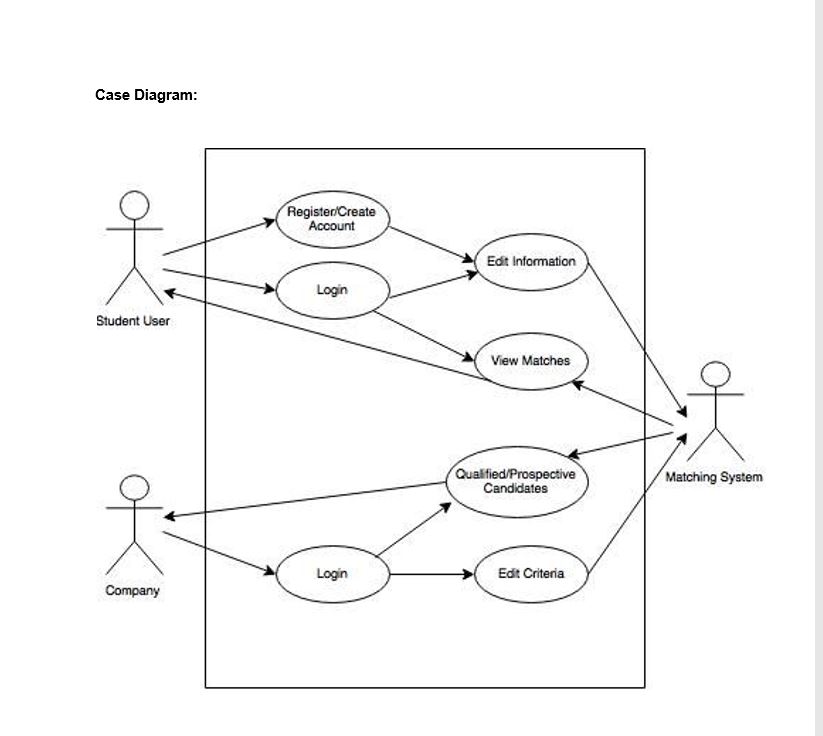 Case Diagram:
Register/Create
Account
Edit Information
Login
Student User
View Matches
Qualified/Prospective
Candidates
Matching System
Login
Edit Criteria
Company